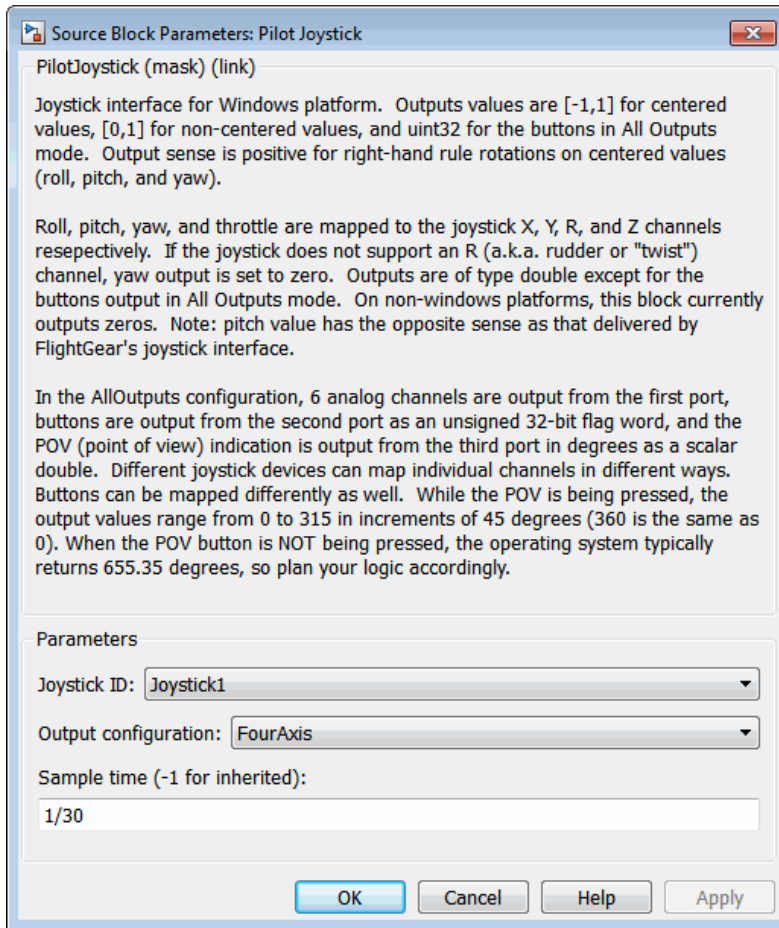 Source Block Parameters: Pilot Joystick
PilotJoystick (mask) (link)
Joystick interface for Windows platform.  Outputs values are [-1,1] for centered
values, [0,1] for non-centered values, and uint32 for the buttons in All Outputs
mode.  Output sense is positive for right-hand rule rotations on centered values
(roll, pitch, and yaw).
Roll, pitch, yaw, and throttle are mapped to the joystick X, Y, R, and Z channels
resepectively.  If the joystick does not support an R (a.k.a. rudder or "twist")
channel, yaw output is set to zero.  Outputs are of type double except for the
buttons output in All Outputs mode.  On non-windows platforms, this block currently
outputs zeros.  Note: pitch value has the opposite sense as that delivered by
FlightGear's joystick interface.
In the AllOutputs configuration, 6 analog channels are output from the first port,
buttons are output from the second port as an unsigned 32-bit flag word, and the
POV (point of view) indication is output from the third port in degrees as a scalar
double.  Different joystick devices can map individual channels in different ways.
Buttons can be mapped differently as well.  While the POV is being pressed, the
output values range from 0 to 315 in increments of 45 degrees (360 is the same as
0). When the POV button is NOT being pressed, the operating system typically
returns 655.35 degrees, so plan your logic accordingly.
Parameters
Joystick ID: Joystick1
Output configuration: FourAxis
Sample time (-1 for inherited):
1/30
OK Cancel Help Apply